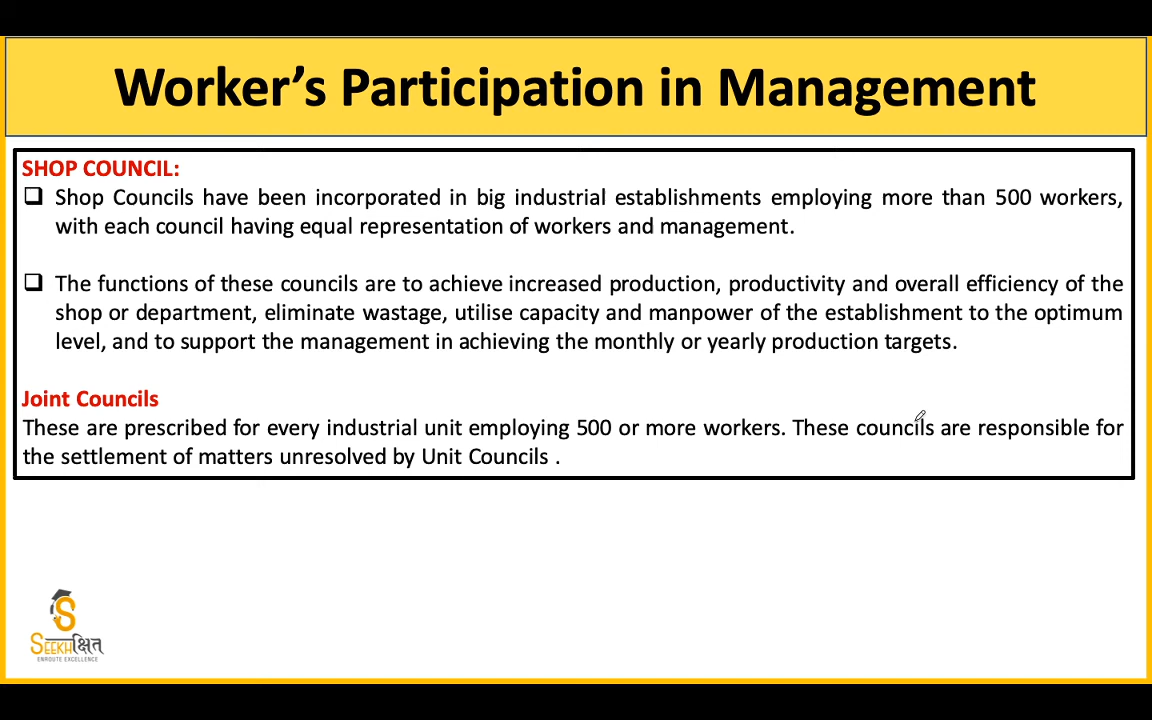 Worker’s Participation in Management
SHOP COUNCIL:
Shop Councils have been incorporated in big industrial establishments employing more than 500 workers,
with each council having equal representation of workers and management.
The functions of these councils are to achieve increased production, productivity and overall efficiency of the
shop or department, eliminate wastage, utilise capacity and manpower of the establishment to the optimum
level, and to support the management in achieving the monthly or yearly production targets.
Joint Councils
These are prescribed for every industrial unit employing 500 or more workers. These councils are responsible for
the settlement of matters unresolved by Unit Councils .
S
SEEKHक्षित
ENROUTE EXCELLENCE